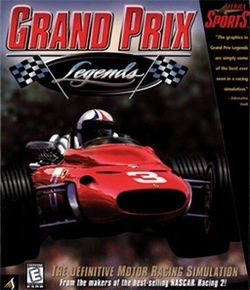 GRAND PRIX
Legends
SIERRA
SPORTS
"The graphics in
Grand Prix Legends
are simply some
of the best ever
seen in a racing
simulation."
3
E
THE DEFINITIVE MOTOR RACING SIMULATION
From the makers of the best-selling NASCAR Racing 2!